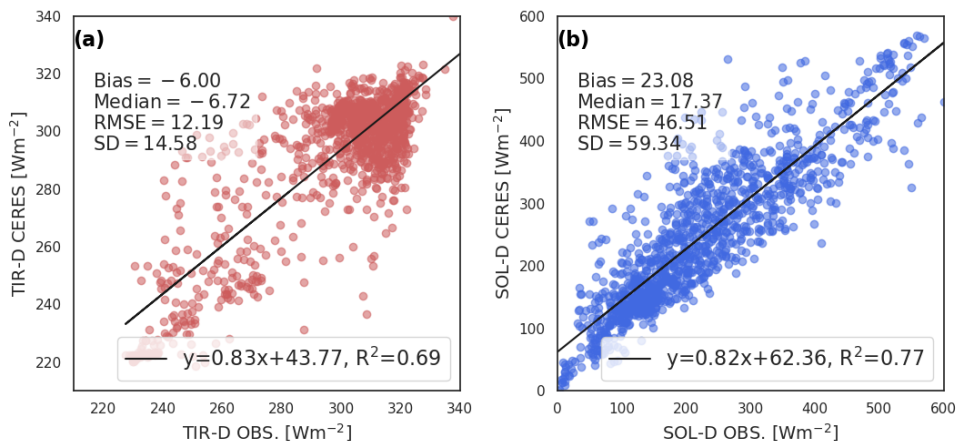 (a)
Bias = −6.00
Median = −6.72
RMSE = 12.19
SD = 14.58
y=0.83x+43.77, R²=0.69
340
320
300
280
260
240
220
TIR-D CERES [Wm⁻²]
220 240 260 280 300 320 340
TIR-D OBS. [Wm⁻²]
(b)
Bias = 23.08
Median = 17.37
RMSE = 46.51
SD = 59.34
y=0.82x+62.36, R²=0.77
600
500
400
300
200
100
0
SOL-D CERES [Wm⁻²]
0 100 200 300 400 500 600
SOL-D OBS. [Wm⁻²]